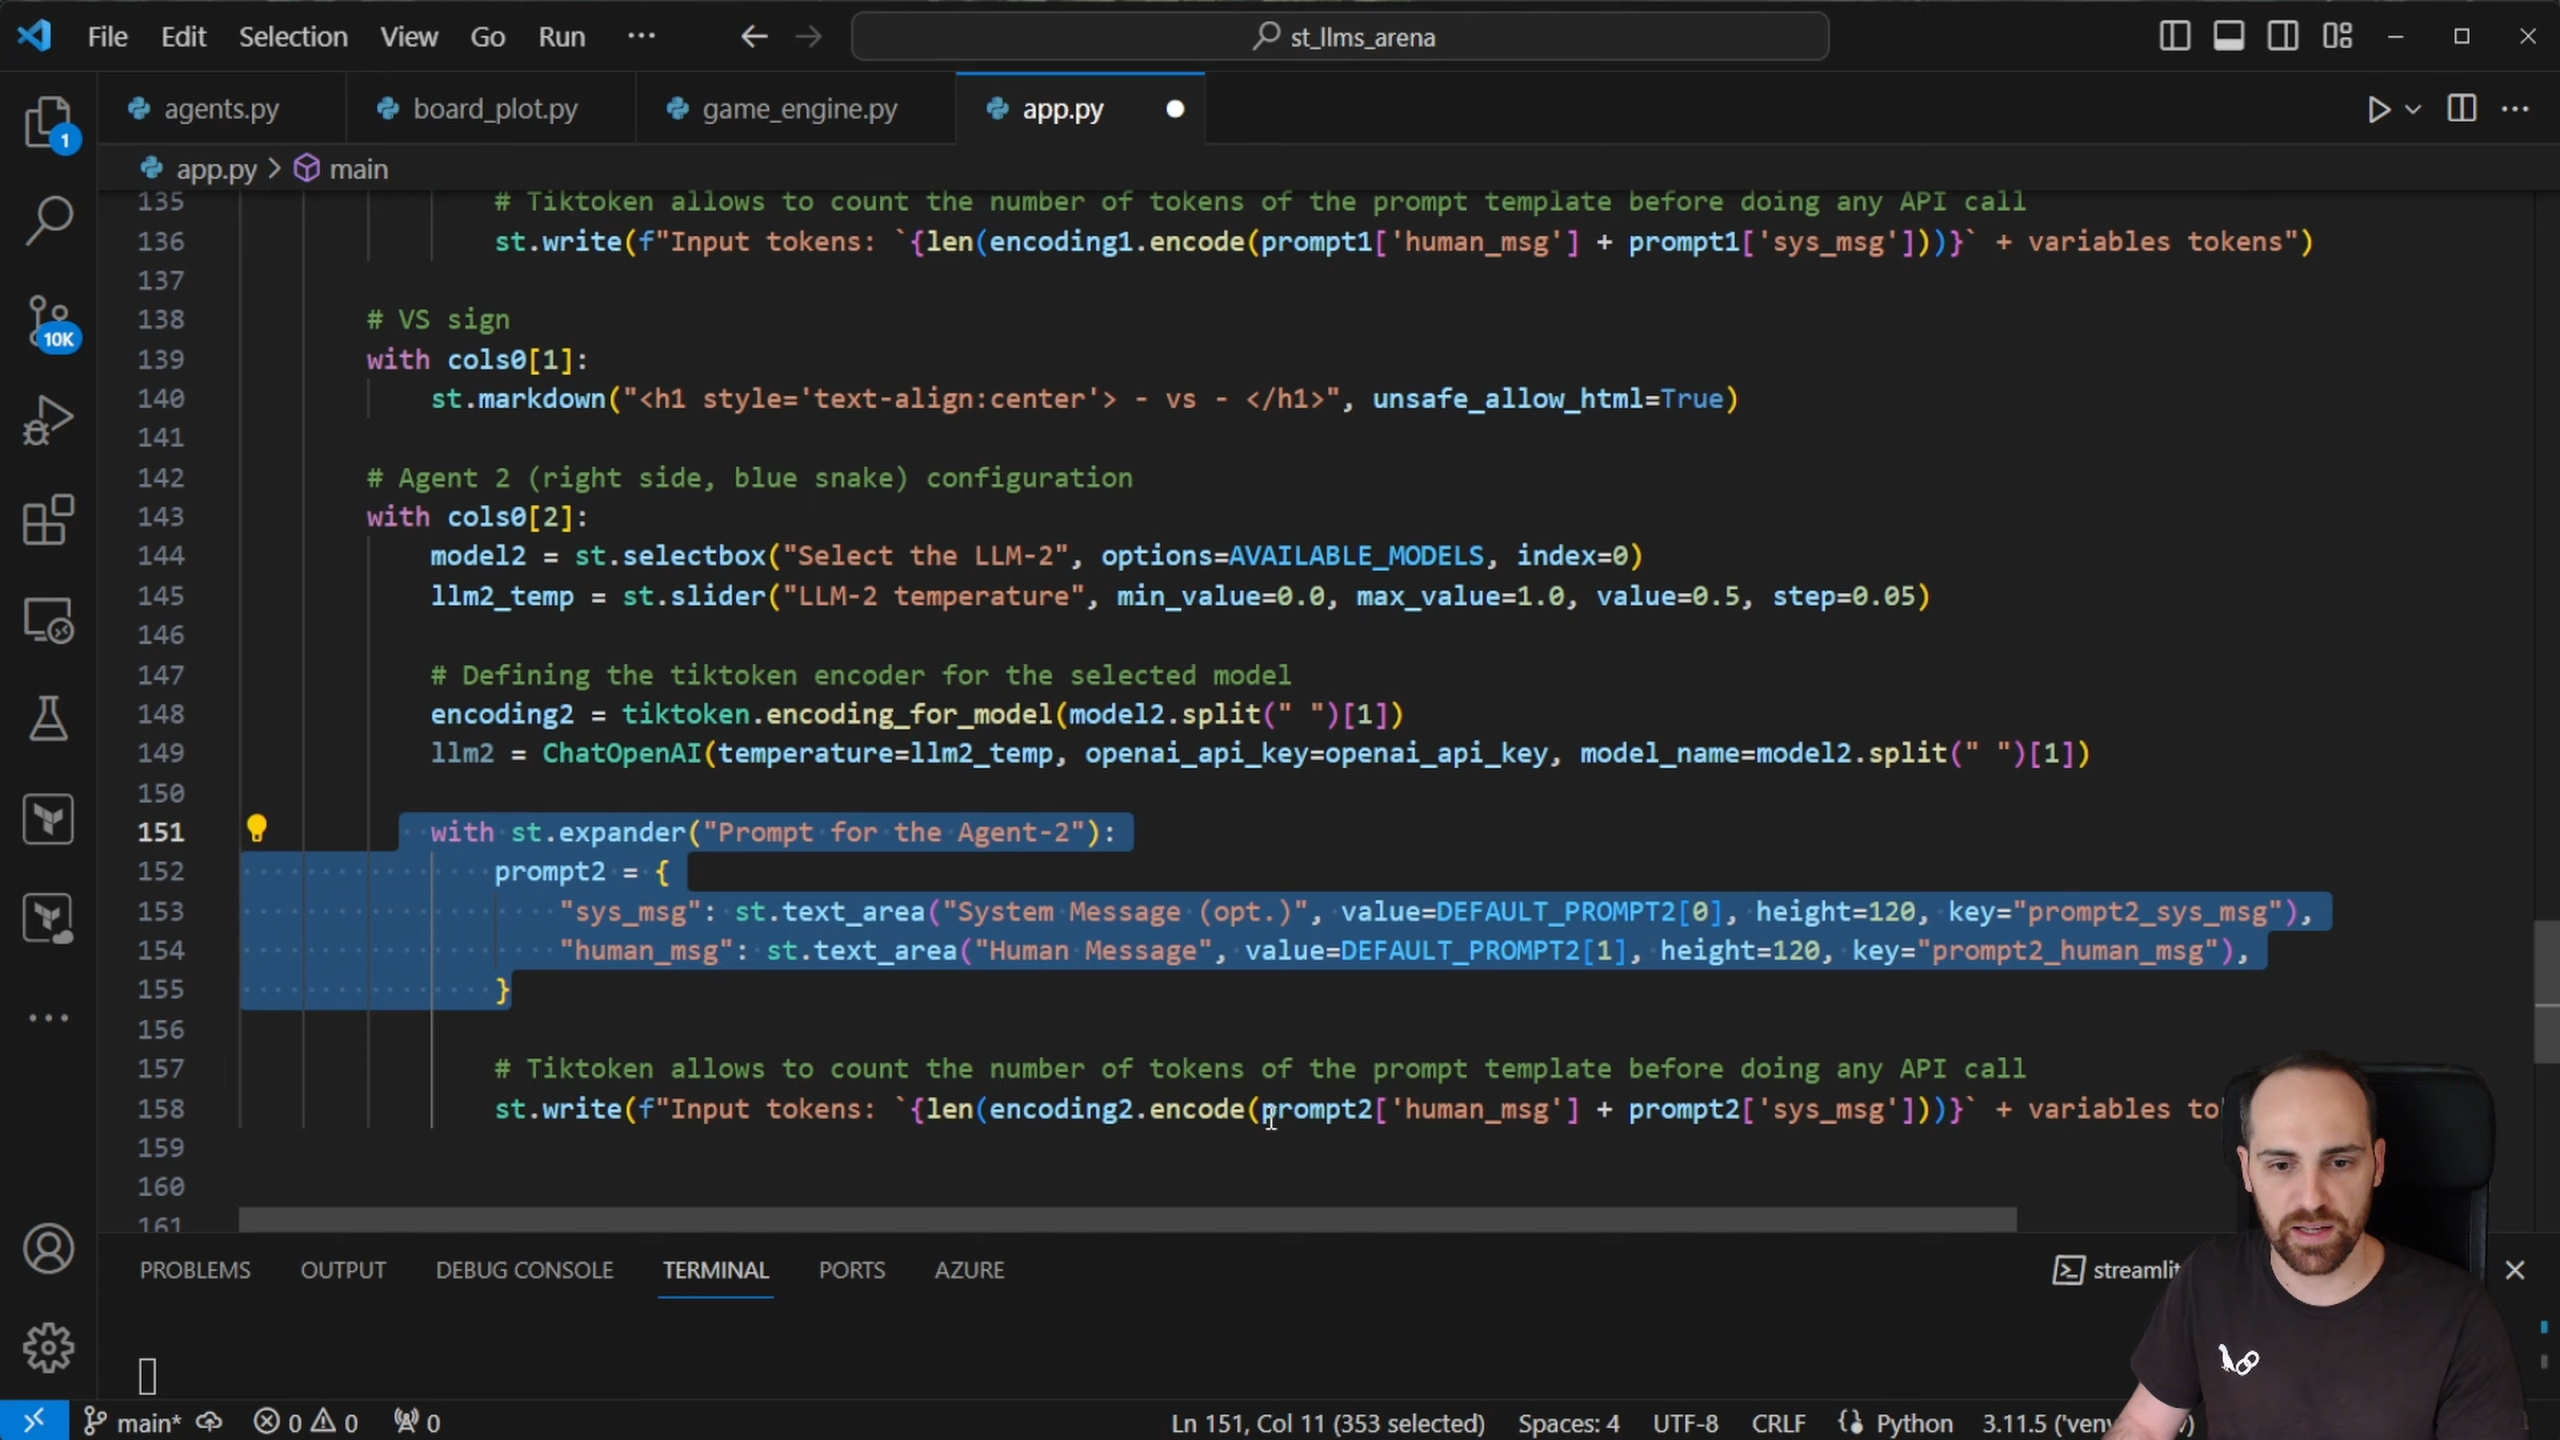 File Edit Selection View Go Run ··· st_llms_arena
agents.py board_plot.py game_engine.py app.py
app.py > main
1
10K
135 # Tiktoken allows to count the number of tokens of the prompt template before doing any API call
136 st.write(f"Input tokens: `{len(encoding1.encode(prompt1['human_msg'] + prompt1['sys_msg']))}` + variables tokens")
137
138 # VS sign
139 with cols0[1]:
140 st.markdown("<h1 style='text-align:center'> - vs - </h1>", unsafe_allow_html=True)
141
142 # Agent 2 (right side, blue snake) configuration
143 with cols0[2]:
144 model2 = st.selectbox("Select the LLM-2", options=AVAILABLE_MODELS, index=0)
145 llm2_temp = st.slider("LLM-2 temperature", min_value=0.0, max_value=1.0, value=0.5, step=0.05)
146
147 # Defining the tiktoken encoder for the selected model
148 encoding2 = tiktoken.encoding_for_model(model2.split(" ")[1])
149 llm2 = ChatOpenAI(temperature=llm2_temp, openai_api_key=openai_api_key, model_name=model2.split(" ")[1])
150
151 with st.expander("Prompt for the Agent-2"):
152 prompt2 = {
153 "sys_msg": st.text_area("System Message (opt.)", value=DEFAULT_PROMPT2[0], height=120, key="prompt2_sys_msg"),
154 "human_msg": st.text_area("Human Message", value=DEFAULT_PROMPT2[1], height=120, key="prompt2_human_msg"),
155 }
156
157 # Tiktoken allows to count the number of tokens of the prompt template before doing any API call
158 st.write(f"Input tokens: `{len(encoding2.encode(prompt2['human_msg'] + prompt2['sys_msg']))}` + variables to
159
160
161
PROBLEMS OUTPUT DEBUG CONSOLE TERMINAL PORTS AZURE streamlit
main* 0 0 0 Ln 151, Col 11 (353 selected) Spaces: 4 UTF-8 CRLF Python 3.11.5 ('venv